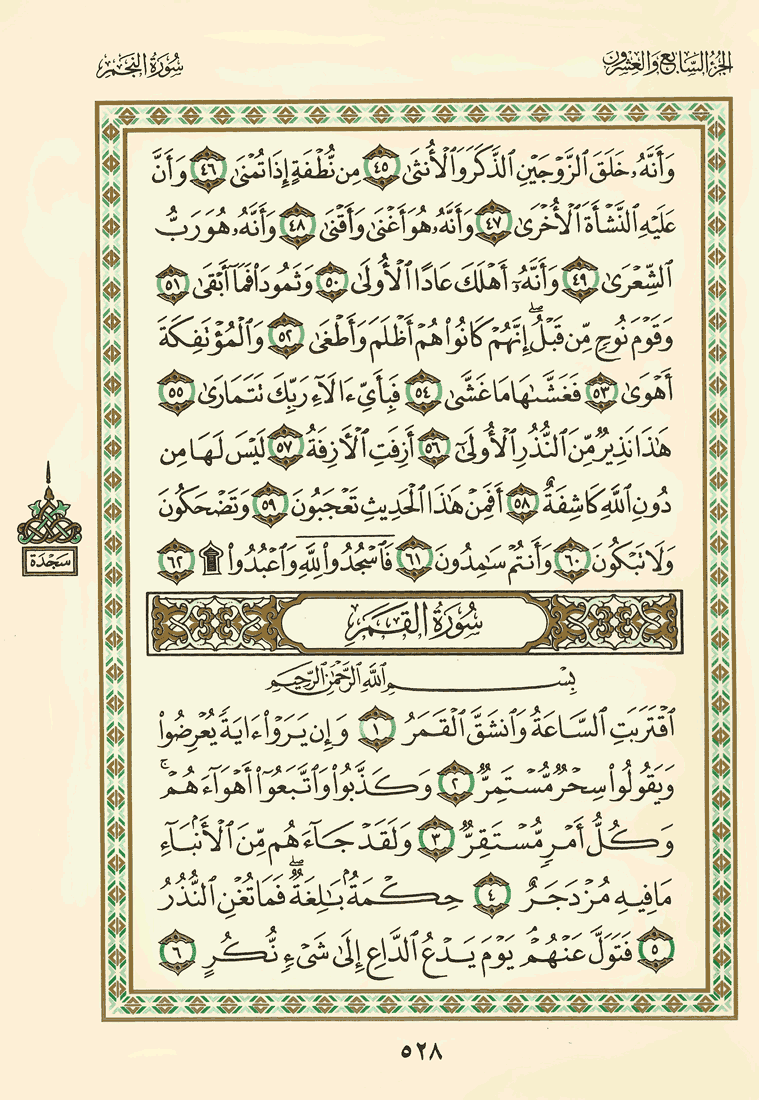 الجزء السابع والعشرون
سورة النجم
وَأَنَّهُۥ خَلَقَ ٱلزَّوْجَيْنِ ٱلذَّكَرَ وَٱلْأُنثَىٰ ٤٥ مِن نُّطْفَةٍ إِذَا تُمْنَىٰ ٤٦ وَأَنَّ
عَلَيْهِ ٱلنَّشْأَةَ ٱلْأُخْرَىٰ ٤٧ وَأَنَّهُۥ هُوَ أَغْنَىٰ وَأَقْنَىٰ ٤٨ وَأَنَّهُۥ هُوَ رَبُّ
ٱلشِّعْرَىٰ ٤٩ وَأَنَّهُۥٓ أَهْلَكَ عَادًا ٱلْأُولَىٰ ٥٠ وَثَمُودَا۟ فَمَآ أَبْقَىٰ ٥١
وَقَوْمَ نُوحٍ مِّن قَبْلُ ۖ إِنَّهُمْ كَانُوا۟ هُمْ أَظْلَمَ وَأَطْغَىٰ ٥٢ وَٱلْمُؤْتَفِكَةَ
أَهْوَىٰ ٥٣ فَغَشَّىٰهَا مَا غَشَّىٰ ٥٤ فَبِأَىِّ ءَالَآءِ رَبِّكَ تَتَمَارَىٰ ٥٥
هَٰذَا نَذِيرٌ مِّنَ ٱلنُّذُرِ ٱلْأُولَىٰٓ ٥٦ أَزِفَتِ ٱلْءَازِفَةُ ٥٧ لَيْسَ لَهَا مِن
دُونِ ٱللَّهِ كَاشِفَةٌ ٥٨ أَفَمِنْ هَٰذَا ٱلْحَدِيثِ تَعْجَبُونَ ٥٩ وَتَضْحَكُونَ
وَلَا تَبْكُونَ ٦٠ وَأَنتُمْ سَٰمِدُونَ ٦١ فَٱسْجُدُوا۟ لِلَّهِ وَٱعْبُدُوا۟ ۩ ٦٢
سجدة
سُورَةُ القَمَرِ
بِسْمِ ٱللَّهِ ٱلرَّحْمَٰنِ ٱلرَّحِيمِ
ٱقْتَرَبَتِ ٱلسَّاعَةُ وَٱنشَقَّ ٱلْقَمَرُ ١ وَإِن يَرَوْا۟ ءَايَةً يُعْرِضُوا۟
وَيَقُولُوا۟ سِحْرٌ مُّسْتَمِرٌّ ٢ وَكَذَّبُوا۟ وَٱتَّبَعُوٓا۟ أَهْوَآءَهُمْ ۚ
وَكُلُّ أَمْرٍ مُّسْتَقِرٌّ ٣ وَلَقَدْ جَآءَهُم مِّنَ ٱلْأَنۢبَآءِ
مَا فِيهِ مُزْدَجَرٌ ٤ حِكْمَةٌۢ بَٰلِغَةٌ ۖ فَمَا تُغْنِ ٱلنُّذُرُ
٥ فَتَوَلَّ عَنْهُمْ ۘ يَوْمَ يَدْعُ ٱلدَّاعِ إِلَىٰ شَىْءٍ نُّكُرٍ ٦
٥٢٨